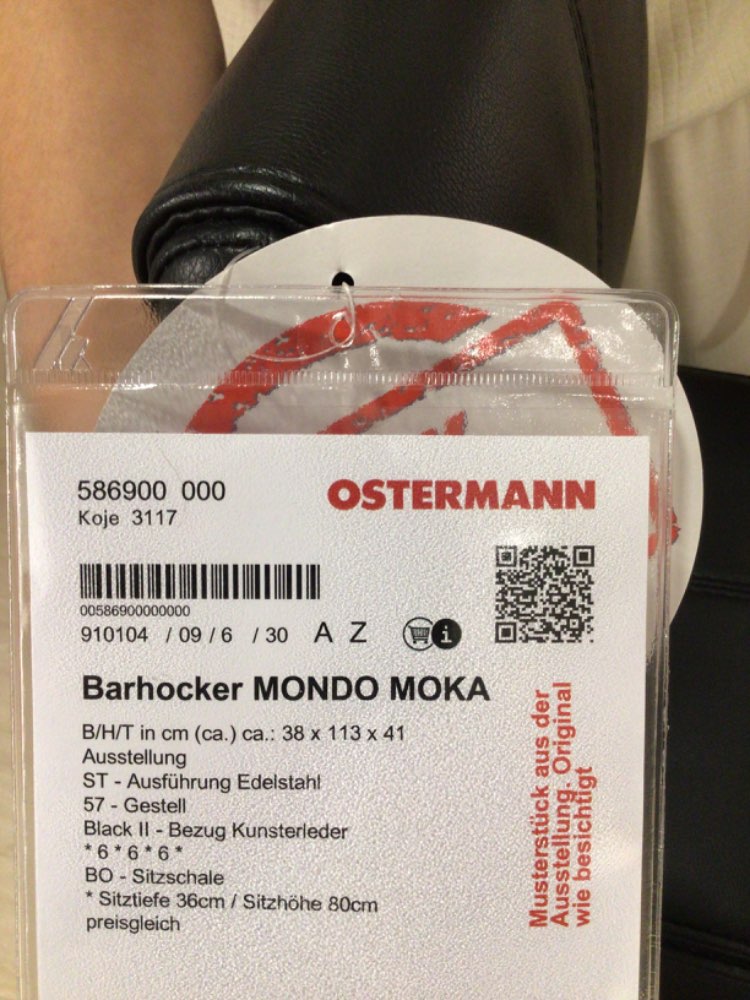 586900 000
OSTERMANN
Koje 3117
00586900000000
910104 / 09 / 6 / 30 A Z
i
Barhocker MONDO MOKA
B/H/T in cm (ca.) ca.: 38 x 113 x 41
Ausstellung
ST - Ausführung Edelstahl
57 - Gestell
Black II - Bezug Kunsterleder
* 6 * 6 * 6 *
BO - Sitzschale
* Sitztiefe 36cm / Sitzhöhe 80cm
preisgleich
Musterstück aus der
Ausstellung. Original
wie besichtigt